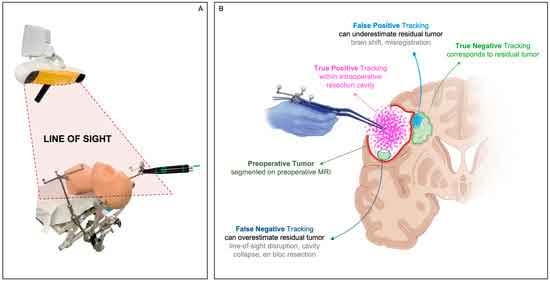 A
LINE OF SIGHT
B
False Positive Tracking
can underestimate residual tumor
brain shift, misregistration
True Positive Tracking
within intraoperative
resection cavity
True Negative Tracking
corresponds to residual tumor
Preoperative Tumor
segmented on preoperative MRI
False Negative Tracking
can overestimate residual tumor
line-of-sight disruption, cavity
collapse, en bloc resection